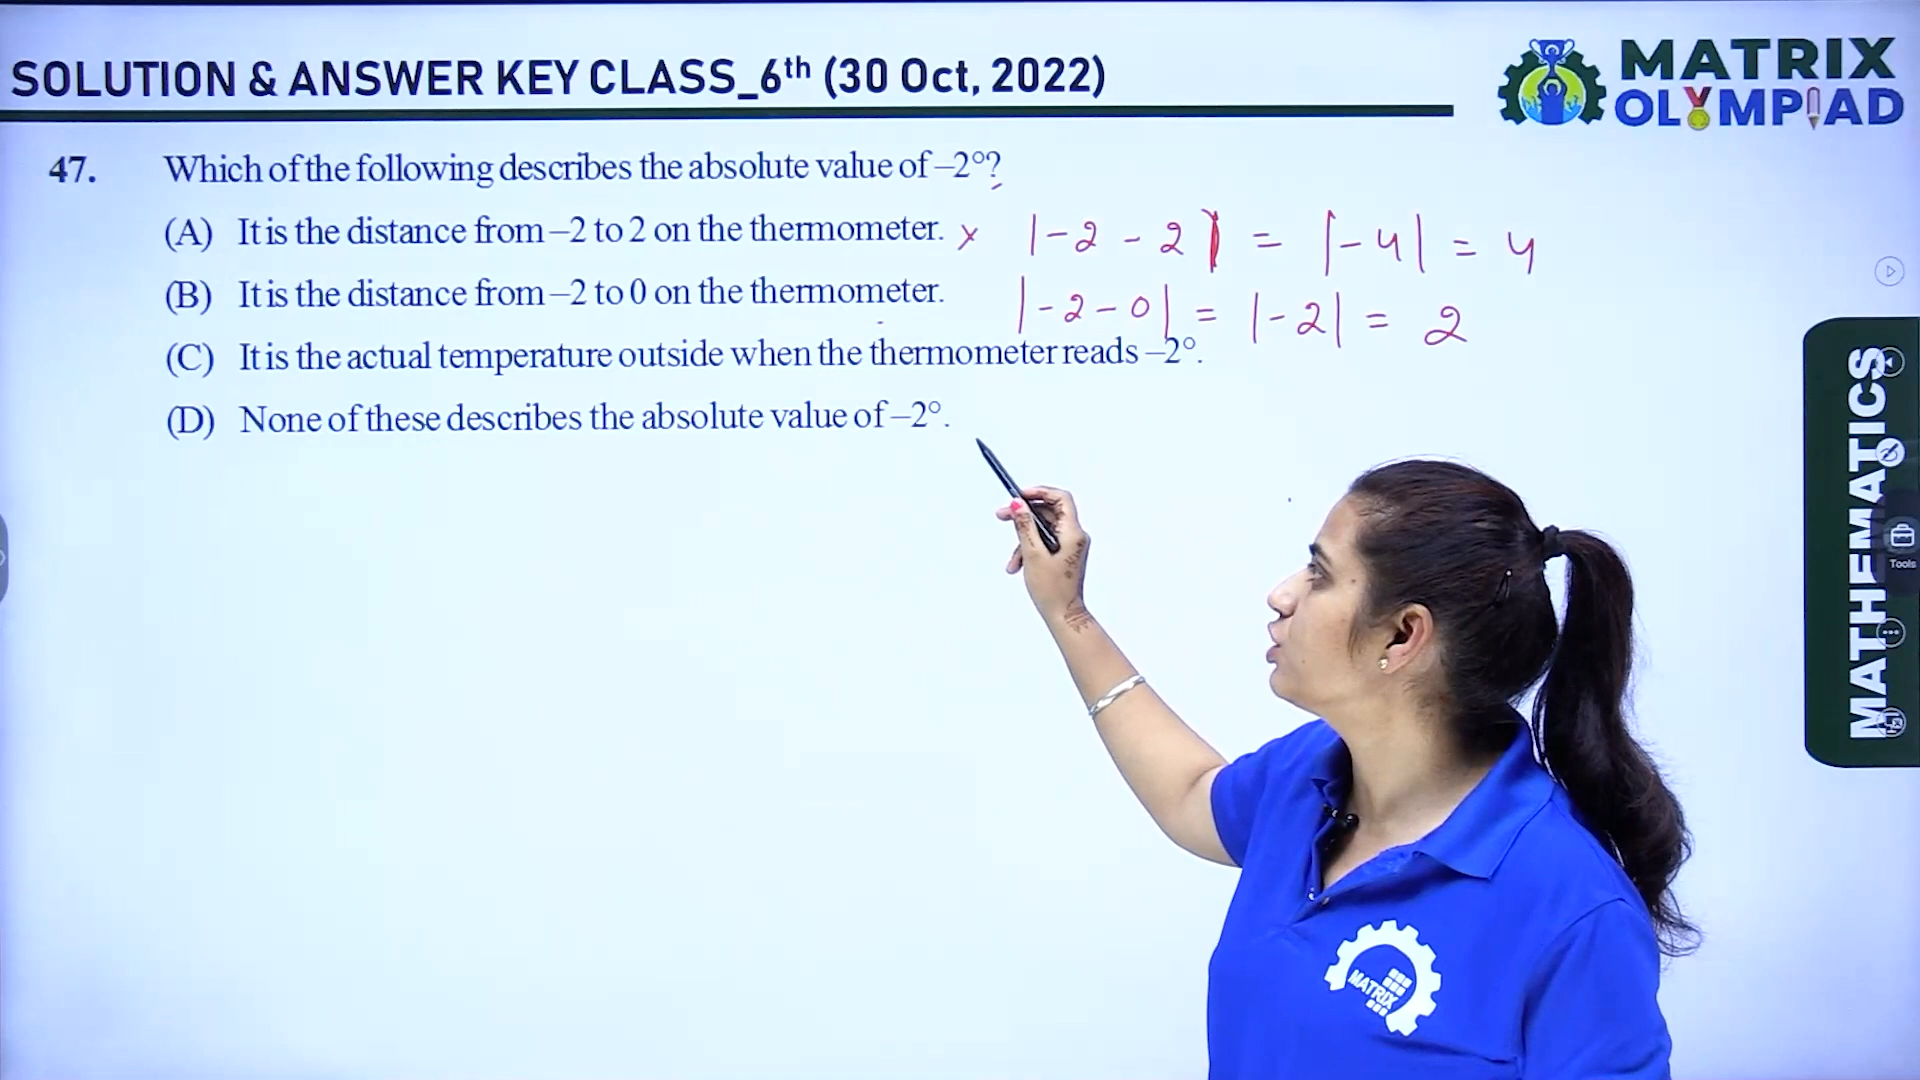 SOLUTION & ANSWER KEY CLASS_6th (30 Oct, 2022)
MATRIX
OLYMPIAD
47. Which of the following describes the absolute value of –2°?
(A) It is the distance from –2 to 2 on the thermometer. × |-2 - 2| = |-4| = 4
(B) It is the distance from –2 to 0 on the thermometer. |-2-0| = |-2| = 2
(C) It is the actual temperature outside when the thermometer reads –2°.
(D) None of these describes the absolute value of –2°.
MATHEMATICS
Tools
MATRIX